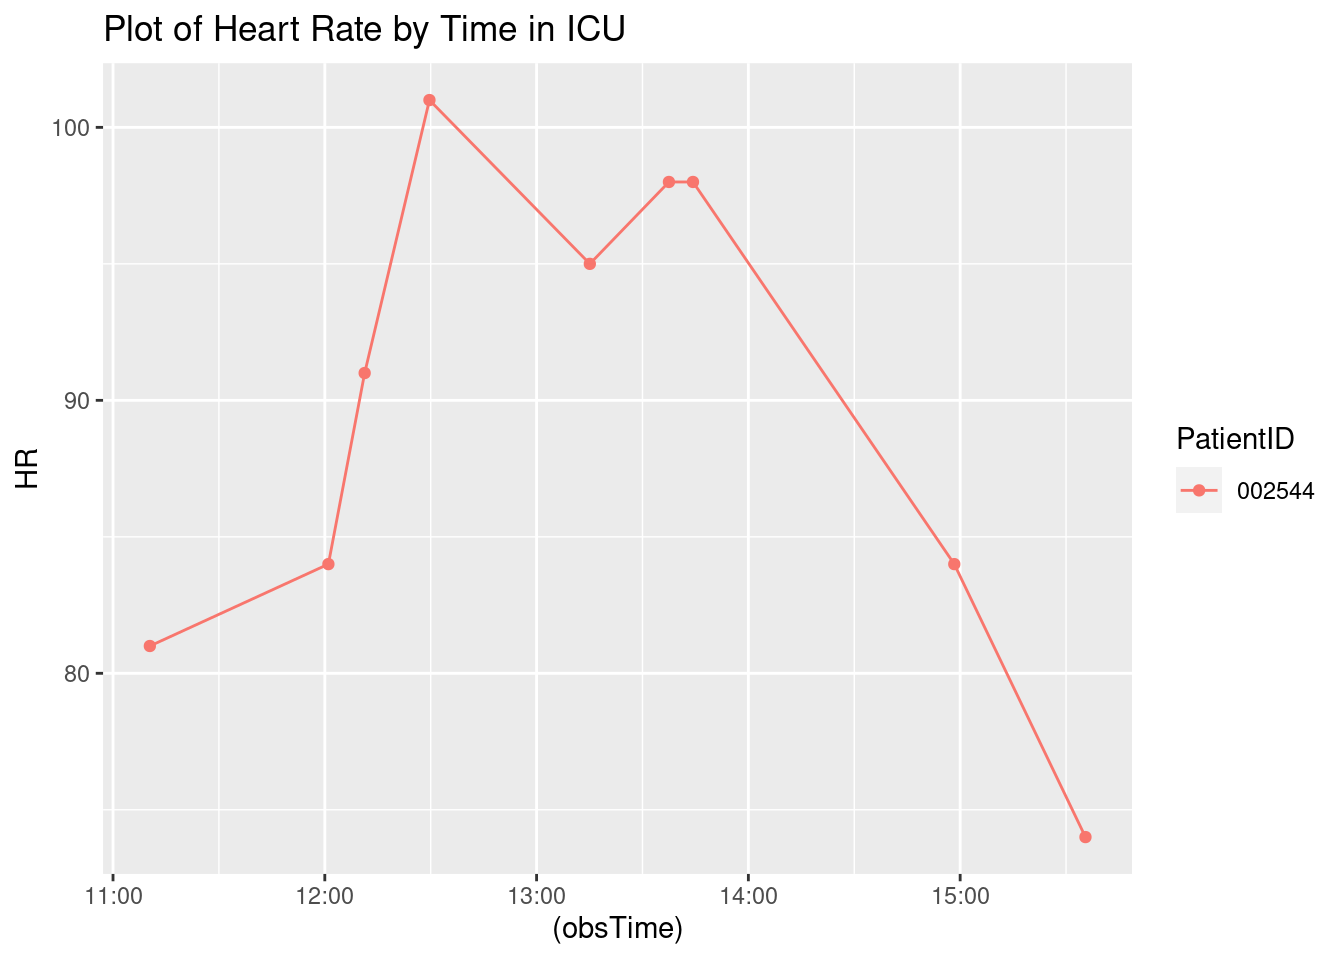 Plot of Heart Rate by Time in ICU
100
90
80
HR
11:00 12:00 13:00 14:00 15:00
(obsTime)
PatientID
002544